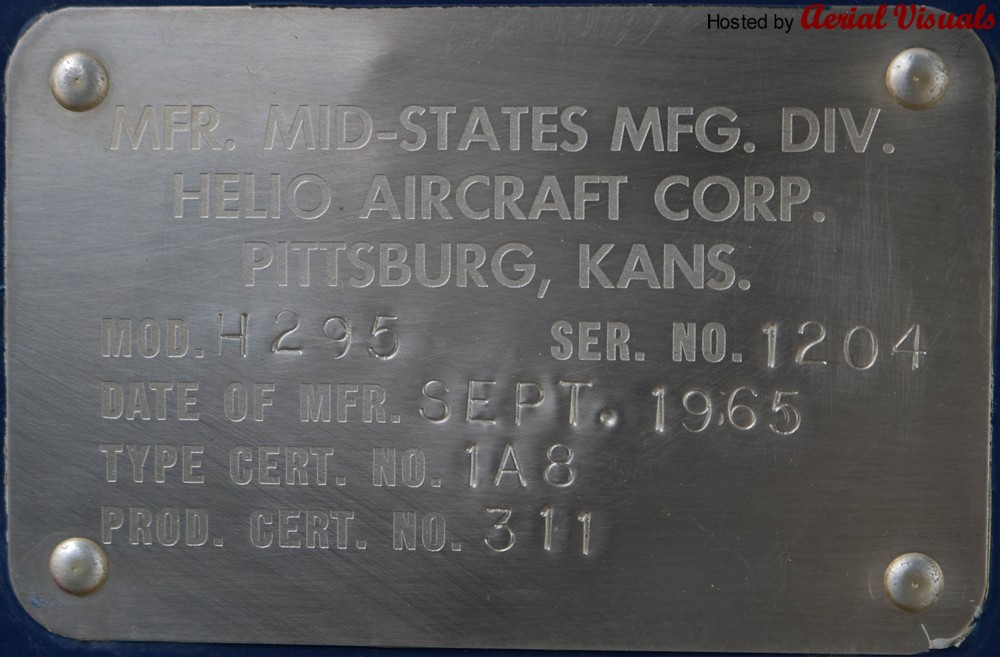 Hosted by Aerial Visuals
MFR. MID-STATES MFG. DIV.
HELIO AIRCRAFT CORP.
PITTSBURG, KANS.
MOD. H 295 SER. NO. 1204
DATE OF MFR. SEPT. 1965
TYPE CERT. NO. 1A8
PROD. CERT. NO. 311